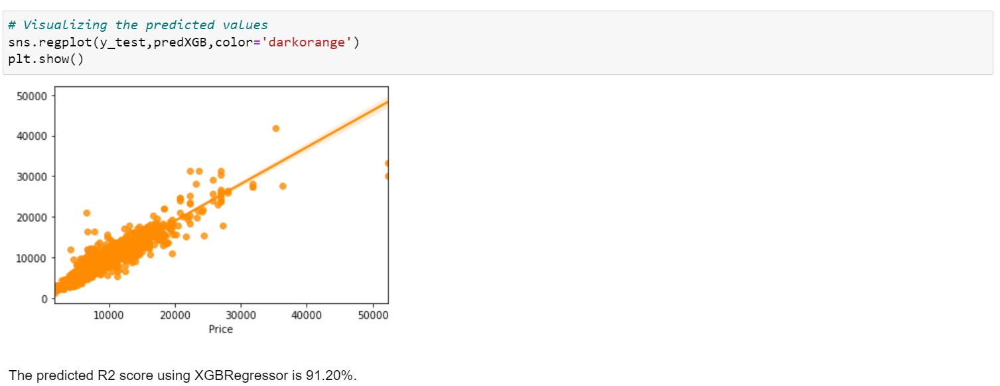 # Visualizing the predicted values
sns.regplot(y_test,predXGB,color='darkorange')
plt.show()
50000
40000
30000
20000
10000
0
10000 20000 30000 40000 50000
Price
The predicted R2 score using XGBRegressor is 91.20%.